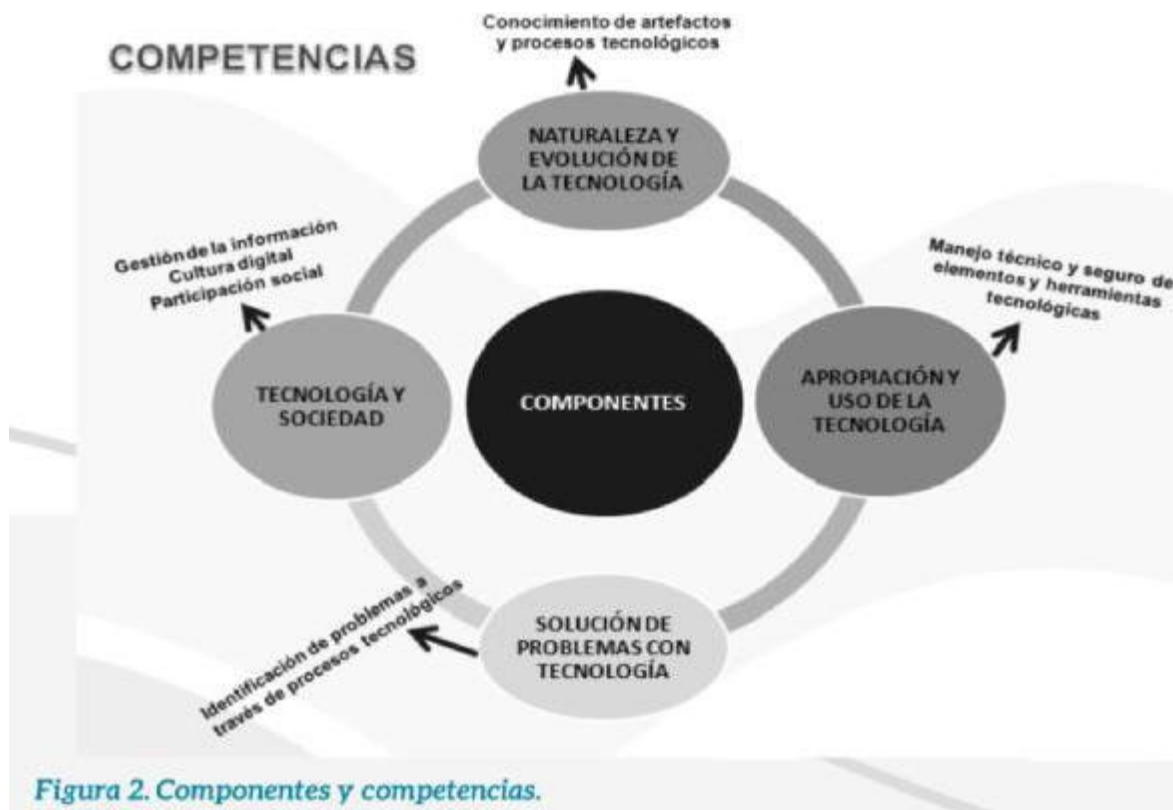 COMPETENCIAS
Conocimiento de artefactos
y procesos tecnológicos
NATURALEZA Y
EVOLUCIÓN DE
LA TECNOLOGÍA
Gestión de la información
Cultura digital
Participación social
Manejo técnico y seguro de
elementos y herramientas
tecnológicas
TECNOLOGÍA Y
SOCIEDAD
COMPONENTES
APROPIACIÓN Y
USO DE LA
TECNOLOGÍA
Identificación de problemas a
través de procesos tecnológicos
SOLUCIÓN DE
PROBLEMAS CON
TECNOLOGÍA
Figura 2. Componentes y competencias.